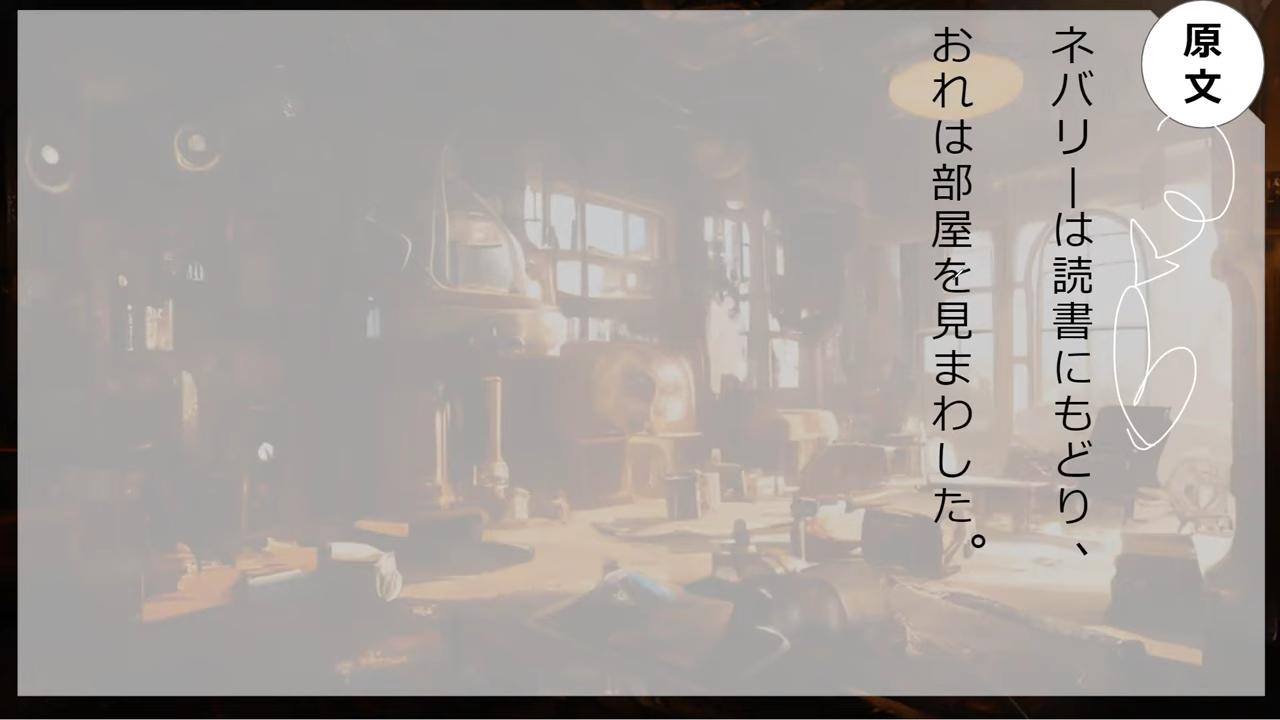 原文
ネバリーは読書にもどり、
おれは部屋を見まわした。